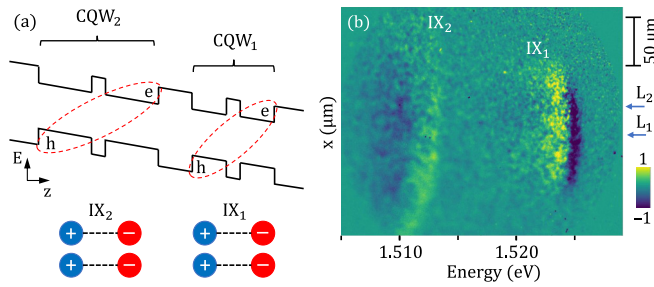 (a)
CQW₂
CQW₁
e
e
h
h
E
z
IX₂
IX₁
+ − + −
+ − + −
(b)
IX₂
IX₁
50 μm
x (μm)
L₂
L₁
1
−1
1.510
1.520
Energy (eV)